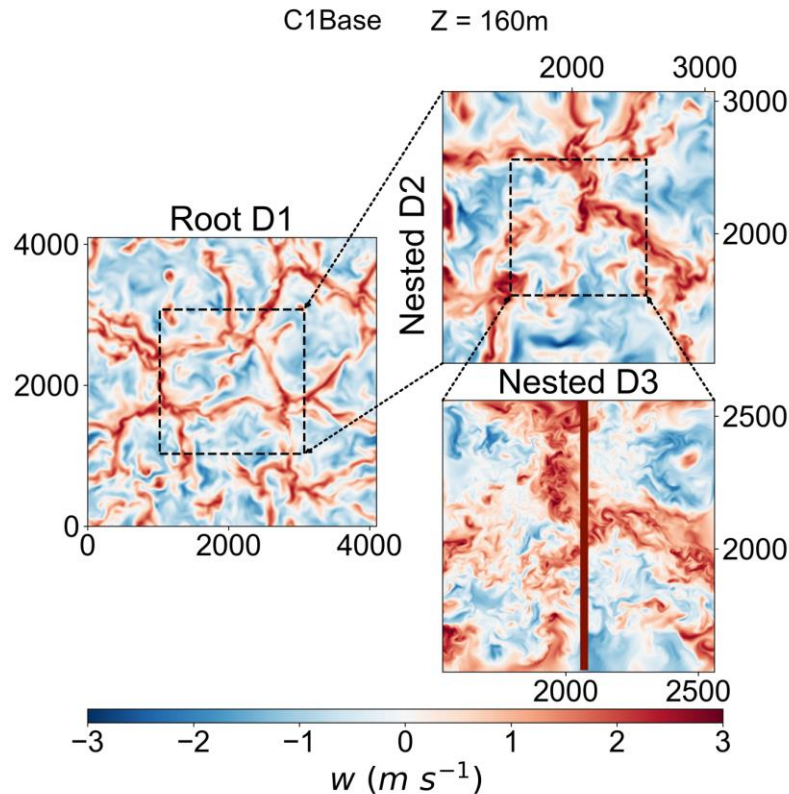 C1Base Z = 160m
2000 3000
3000
2000
Nested D2
Root D1
4000
2000
0
0 2000 4000
Nested D3
2500
2000
2000 2500
−3 −2 −1 0 1 2 3
w (m s⁻¹)